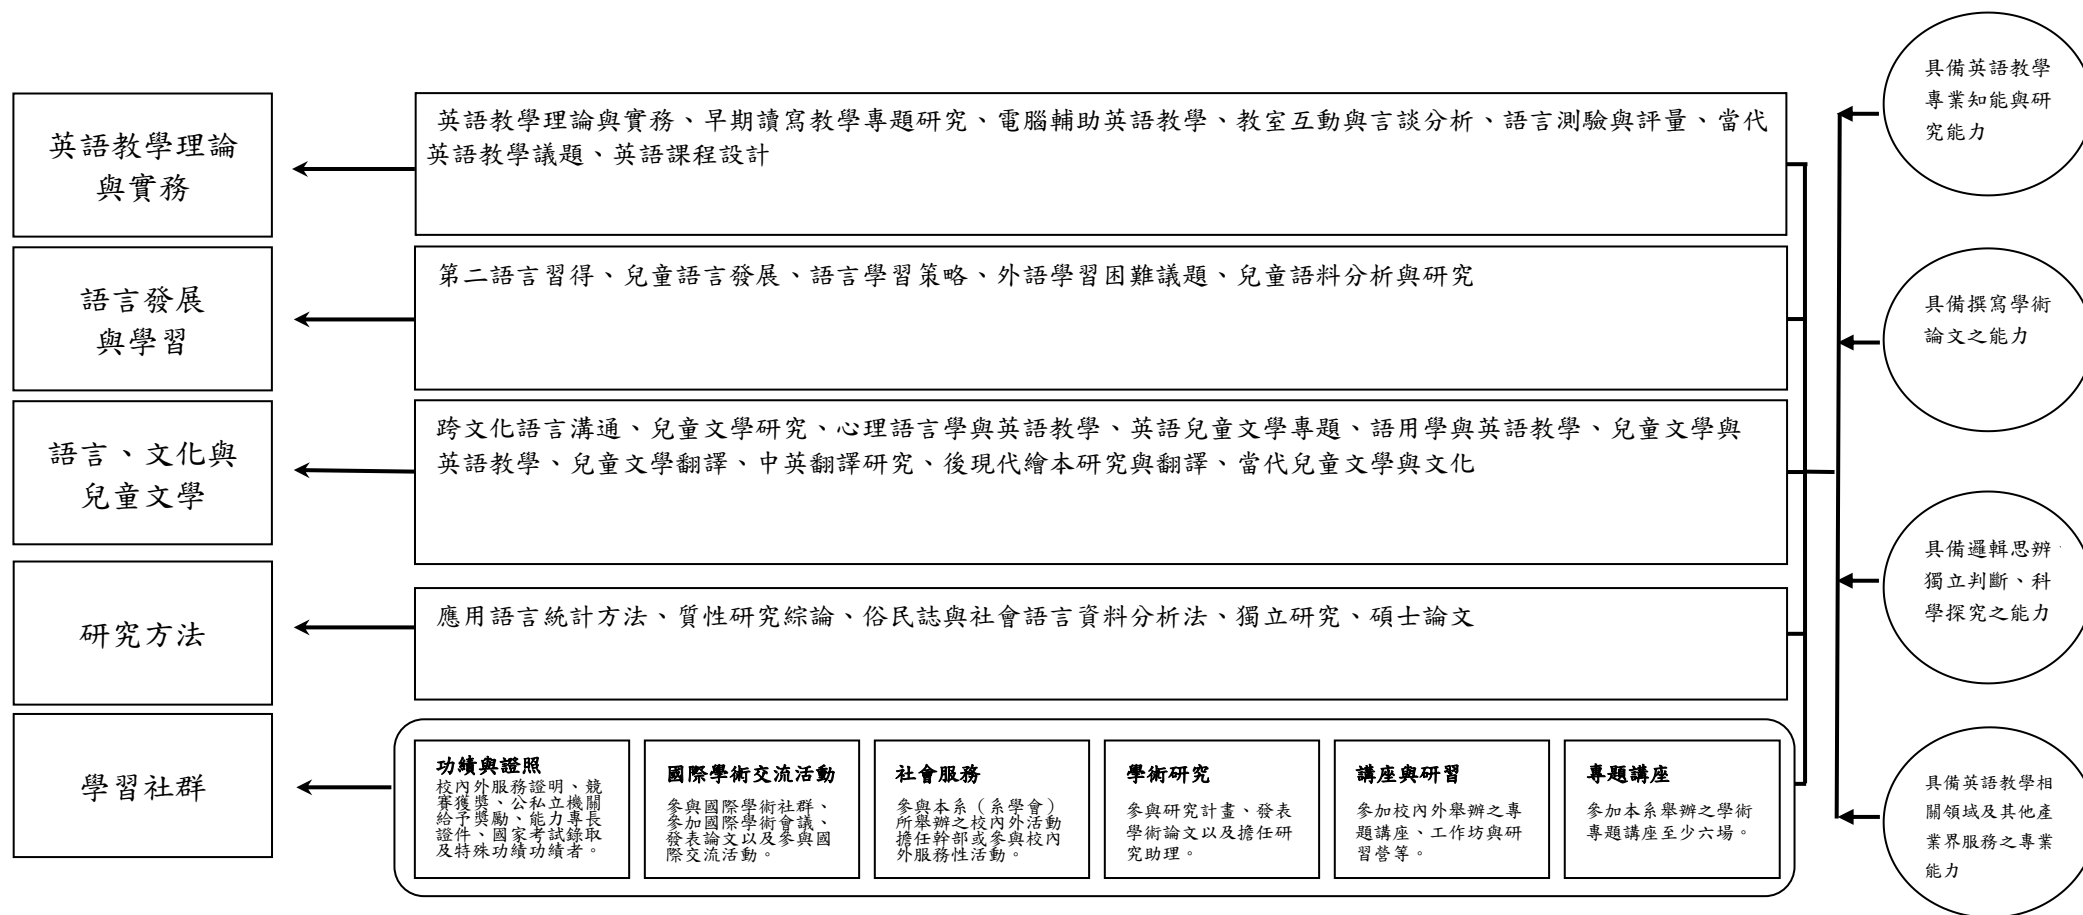 英語教學理論
與實務
英語教學理論與實務、早期讀寫教學專題研究、電腦輔助英語教學、教室互動與言談分析、語言測驗與評量、當代
英語教學議題、英語課程設計
具備英語教學
專業知能與研
究能力
語言發展
與學習
第二語言習得、兒童語言發展、語言學習策略、外語學習困難議題、兒童語料分析與研究
具備撰寫學術
論文之能力
語言、文化與
兒童文學
跨文化語言溝通、兒童文學研究、心理語言學與英語教學、英語兒童文學專題、語用學與英語教學、兒童文學與
英語教學、兒童文學翻譯、中英翻譯研究、後現代繪本研究與翻譯、當代兒童文學與文化
具備邏輯思辨、
獨立判斷、科
學探究之能力
研究方法
應用語言統計方法、質性研究綜論、俗民誌與社會語言資料分析法、獨立研究、碩士論文
學習社群
功績與證照
校內外服務證明、競
賽獲獎、公私立機關
給予獎勵、能力專長
證件、國家考試錄取
及特殊功績功績者。
國際學術交流活動
參與國際學術社群、
參加國際學術會議、
發表論文以及參與國
際交流活動。
社會服務
參與本系（系學會）
所舉辦之校內外活動
擔任幹部或參與校內
外服務性活動。
學術研究
參與研究計畫、發表
學術論文以及擔任研
究助理。
講座與研習
參加校內外舉辦之專
題講座、工作坊與研
習營等。
專題講座
參加本系舉辦之學術
專題講座至少六場。
具備英語教學相
關領域及其他產
業界服務之專業
能力